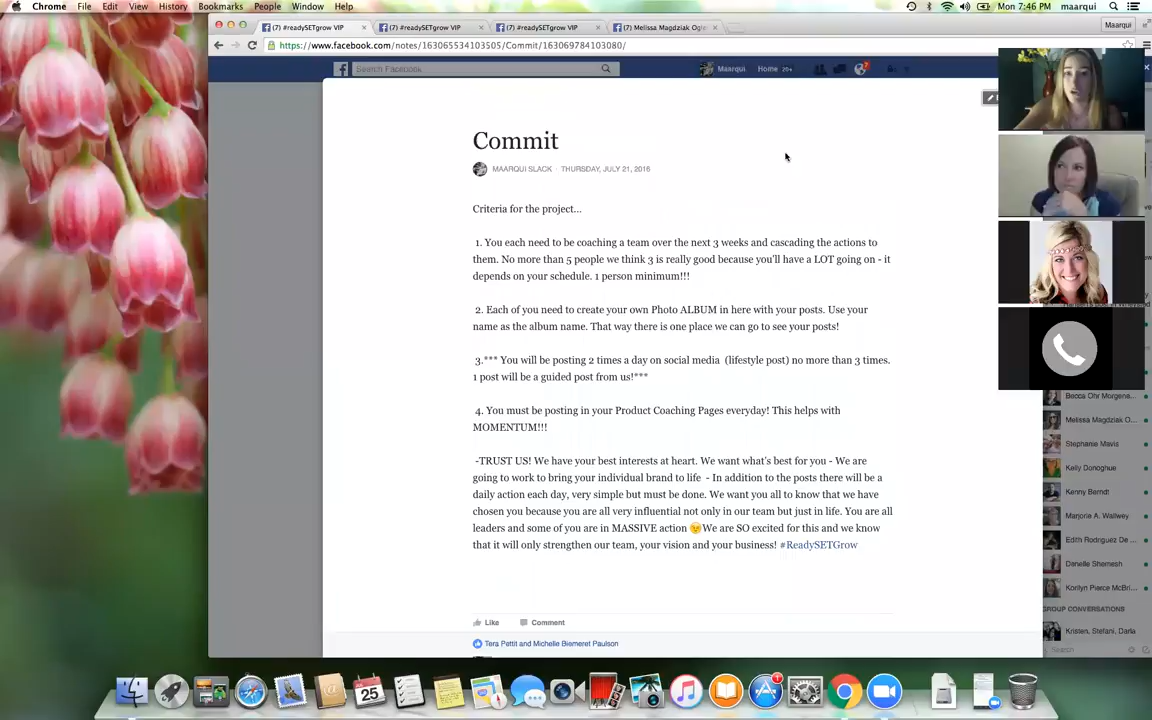 Chrome File Edit View History Bookmarks People Window Help
Mon 7:46 PM maarqui
(7) #readySETgrow VIP
(7) #readySETgrow VIP
(7) #readySETgrow VIP
(7) Melissa Magdziak Ogle
Maarqui
https://www.facebook.com/notes/163065534103505/Commit/163069784103080/
Search Facebook
Maarqui Home 20+
Commit
MAARQUI SLACK · THURSDAY, JULY 21, 2016
Criteria for the project...
1. You each need to be coaching a team over the next 3 weeks and cascading the actions to
them. No more than 5 people we think 3 is really good because you'll have a LOT going on - it
depends on your schedule. 1 person minimum!!!
2. Each of you need to create your own Photo ALBUM in here with your posts. Use your
name as the album name. That way there is one place we can go to see your posts!
3.*** You will be posting 2 times a day on social media (lifestyle post) no more than 3 times.
1 post will be a guided post from us!***
4. You must be posting in your Product Coaching Pages everyday! This helps with
MOMENTUM!!!
-TRUST US! We have your best interests at heart. We want what's best for you - We are
going to work to bring your individual brand to life - In addition to the posts there will be a
daily action each day, very simple but must be done. We want you all to know that we have
chosen you because you are all very influential not only in our team but just in life. You are all
leaders and some of you are in MASSIVE action 😉We are SO excited for this and we know
that it will only strengthen our team, your vision and your business! #ReadySETGrow
Like Comment
Tera Pettit and Michelle Biemeret Paulson
Becca Ohr Morgens...
Melissa Magdziak O...
Stephanie Mavis
Kelly Donoghue
Kenny Berndt
Marjorie A. Wallwey
Edith Rodriguez De ...
Danelle Shemesh
Korilyn Pierce McBri...
GROUP CONVERSATIONS
Kristen, Stefani, Darla
Search
25
1